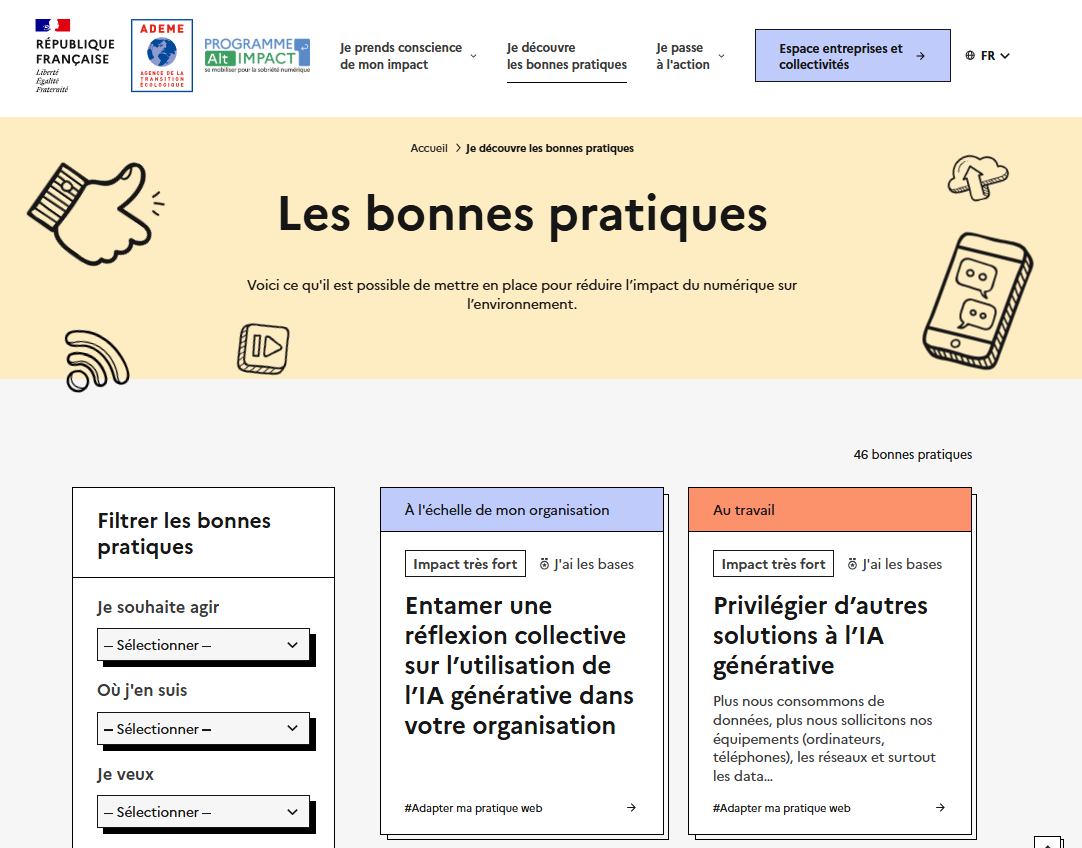 RÉPUBLIQUE
FRANÇAISE
Liberté
Égalité
Fraternité
ADEME
AGENCE DE LA
TRANSITION
ÉCOLOGIQUE
PROGRAMME
Alt IMPACT
se mobiliser pour la sobriété numérique
Je prends conscience
de mon impact
Je découvre
les bonnes pratiques
Je passe
à l'action
Espace entreprises et
collectivités
FR
Accueil > Je découvre les bonnes pratiques
Les bonnes pratiques
Voici ce qu'il est possible de mettre en place pour réduire l’impact du numérique sur
l’environnement.
46 bonnes pratiques
Filtrer les bonnes
pratiques
Je souhaite agir
– Sélectionner –
Où j'en suis
– Sélectionner –
Je veux
– Sélectionner –
À l'échelle de mon organisation
Impact très fort J'ai les bases
Entamer une
réflexion collective
sur l’utilisation de
l’IA générative dans
votre organisation
#Adapter ma pratique web
Au travail
Impact très fort J'ai les bases
Privilégier d’autres
solutions à l’IA
générative
Plus nous consommons de
données, plus nous sollicitons nos
équipements (ordinateurs,
téléphones), les réseaux et surtout
les data…
#Adapter ma pratique web